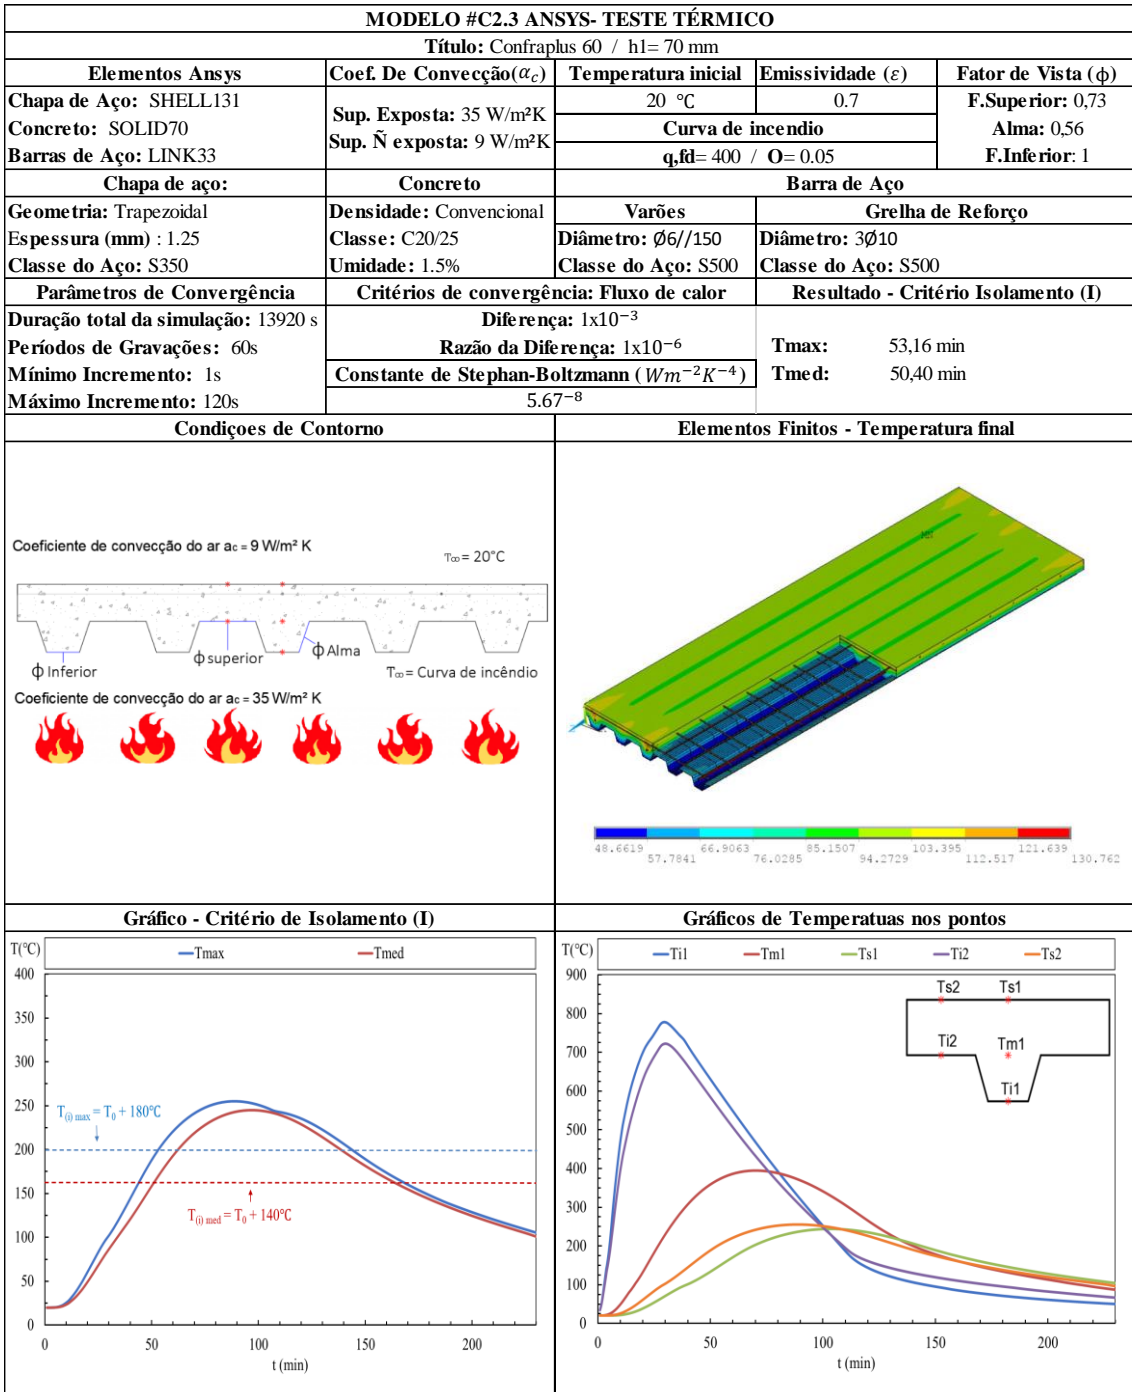 MODELO #C2.3 ANSYS- TESTE TÉRMICO
Título: Confraplus 60 / h1= 70 mm
Elementos Ansys
Coef. De Convecção(α𝑐)
Temperatura inicial
Emissividade (ε)
Fator de Vista (ϕ)
Chapa de Aço: SHELL131
Concreto: SOLID70
Barras de Aço: LINK33
Sup. Exposta: 35 W/m²K
Sup. Ñ exposta: 9 W/m²K
20 °C
0.7
Curva de incendio
q,fd= 400 / O= 0.05
F.Superior: 0,73
Alma: 0,56
F.Inferior: 1
Chapa de aço:
Concreto
Barra de Aço
Geometria: Trapezoidal
Espessura (mm) : 1.25
Classe do Aço: S350
Densidade: Convencional
Classe: C20/25
Umidade: 1.5%
Varões
Diâmetro: Ø6//150
Classe do Aço: S500
Grelha de Reforço
Diâmetro: 3Ø10
Classe do Aço: S500
Parâmetros de Convergência
Critérios de convergência: Fluxo de calor
Resultado - Critério Isolamento (I)
Duração total da simulação: 13920 s
Períodos de Gravações: 60s
Mínimo Incremento: 1s
Máximo Incremento: 120s
Diferença: 1x10⁻³
Razão da Diferença: 1x10⁻⁶
Constante de Stephan-Boltzmann (Wm⁻²K⁻⁴)
5.67⁻⁸
Tmax: 53,16 min
Tmed: 50,40 min
Condiçoes de Contorno
Elementos Finitos - Temperatura final
Coeficiente de convecção do ar ac = 9 W/m² K
T∞ = 20°C
ϕ Inferior
ϕ superior
ϕ Alma
T∞ = Curva de incêndio
Coeficiente de convecção do ar ac = 35 W/m² K
48.6619
57.7841
66.9063
76.0285
85.1507
94.2729
103.395
112.517
121.639
130.762
Gráfico - Critério de Isolamento (I)
Gráficos de Temperatuas nos pontos
T(°C)
Tmax
Tmed
400
350
300
250
200
150
100
50
0
T(i) max = T0 + 180°C
T(i) med = T0 + 140°C
0
50
100
150
200
t (min)
T(°C)
Ti1
Tm1
Ts1
Ti2
Ts2
900
800
700
600
500
400
300
200
100
0
Ts2
Ts1
Ti2
Tm1
Ti1
0
50
100
150
200
t (min)